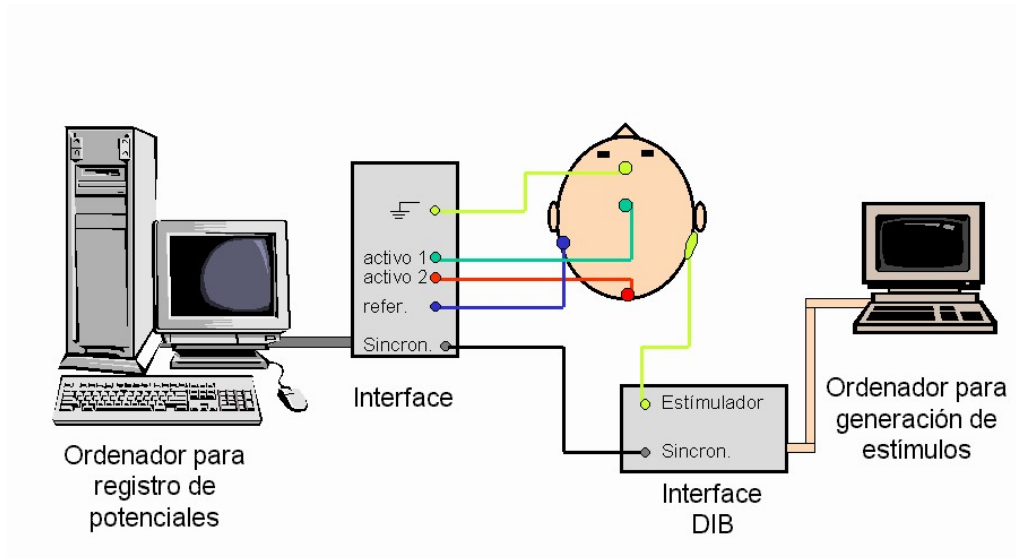 activo 1
activo 2
refer.
Sincron.
Interface
Ordenador para
registro de
potenciales
Estímulador
Sincron.
Interface
DIB
Ordenador para
generación de
estímulos